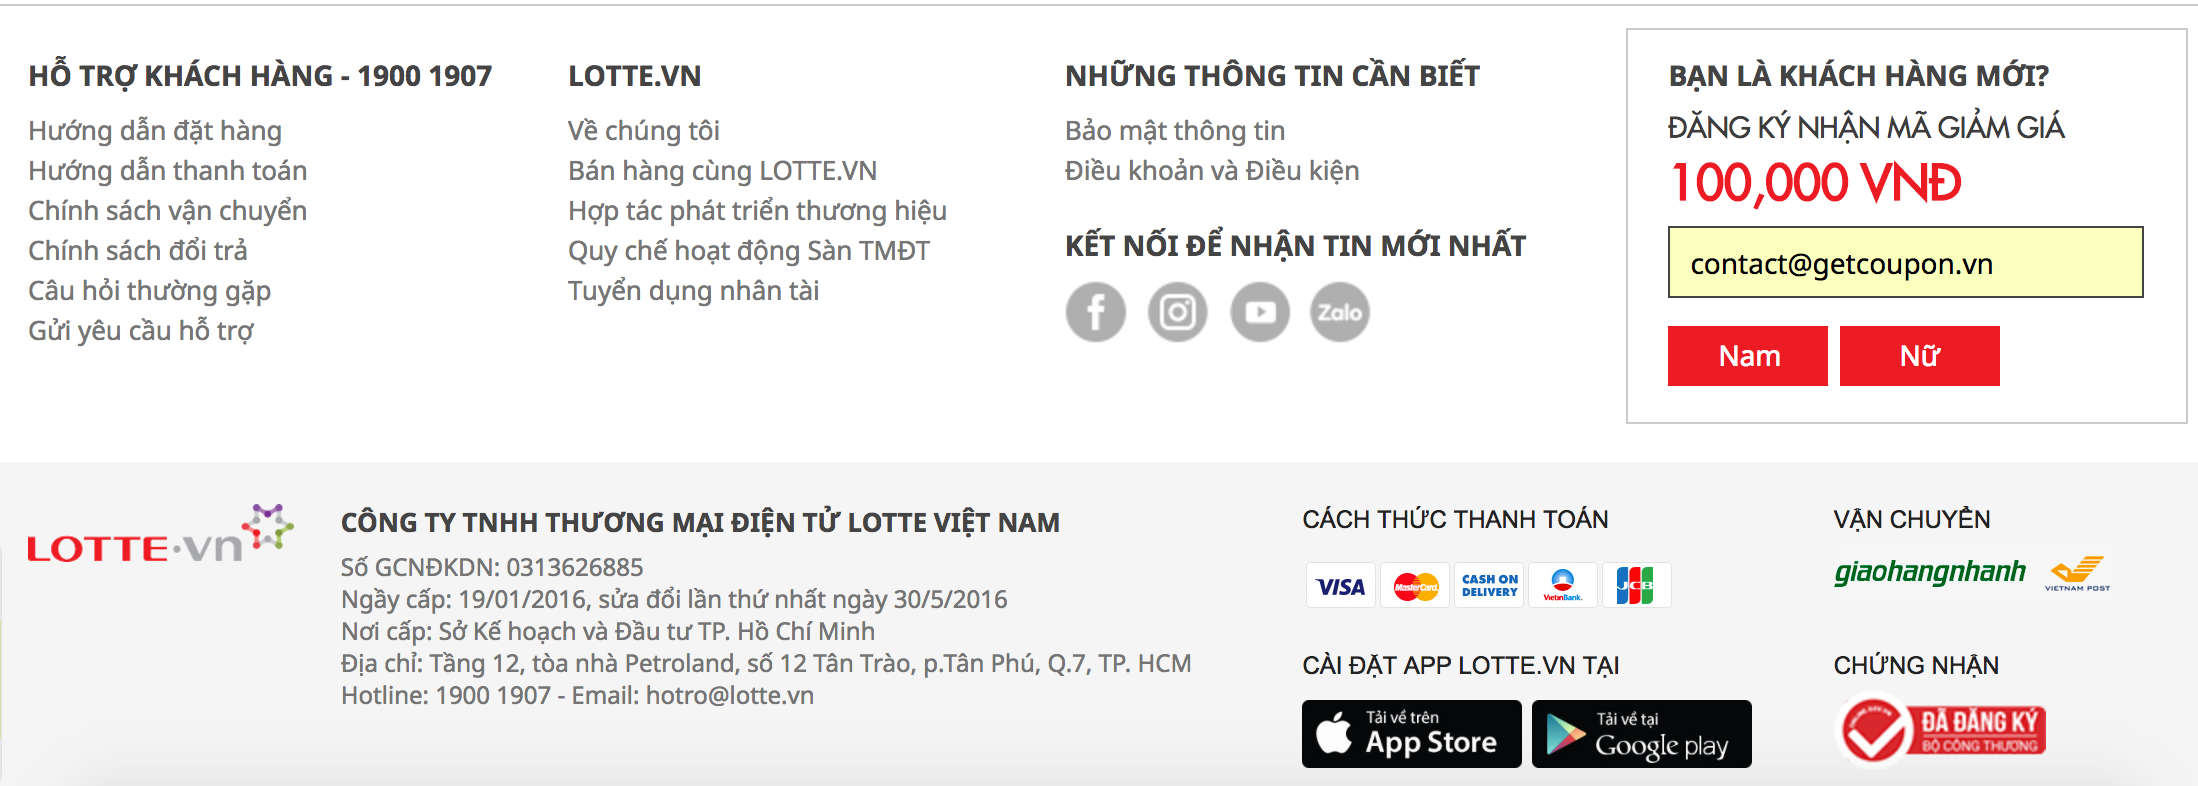 HỖ TRỢ KHÁCH HÀNG - 1900 1907
Hướng dẫn đặt hàng
Hướng dẫn thanh toán
Chính sách vận chuyển
Chính sách đổi trả
Câu hỏi thường gặp
Gửi yêu cầu hỗ trợ
LOTTE.VN
Về chúng tôi
Bán hàng cùng LOTTE.VN
Hợp tác phát triển thương hiệu
Quy chế hoạt động Sàn TMĐT
Tuyển dụng nhân tài
NHỮNG THÔNG TIN CẦN BIẾT
Bảo mật thông tin
Điều khoản và Điều kiện
KẾT NỐI ĐỂ NHẬN TIN MỚI NHẤT
Zalo
BẠN LÀ KHÁCH HÀNG MỚI?
ĐĂNG KÝ NHẬN MÃ GIẢM GIÁ
100,000 VNĐ
contact@getcoupon.vn
Nam
Nữ
LOTTE.vn
CÔNG TY TNHH THƯƠNG MẠI ĐIỆN TỬ LOTTE VIỆT NAM
Số GCNĐKDN: 0313626885
Ngầy cấp: 19/01/2016, sửa đổi lần thứ nhất ngày 30/5/2016
Nơi cấp: Sở Kế hoạch và Đầu tư TP. Hồ Chí Minh
Địa chỉ: Tầng 12, tòa nhà Petroland, số 12 Tân Trào, p.Tân Phú, Q.7, TP. HCM
Hotline: 1900 1907 - Email: hotro@lotte.vn
CÁCH THỨC THANH TOÁN
VISA
MasterCard
CASH ON
DELIVERY
VietinBank
JCB
CÀI ĐẶT APP LOTTE.VN TẠI
Tải về trên
App Store
Tải về tại
Google play
VẬN CHUYỂN
giaohangnhanh
VIETNAM POST
CHỨNG NHẬN
ONLINE.GOV.VN
ĐÃ ĐĂNG KÝ
BỘ CÔNG THƯƠNG